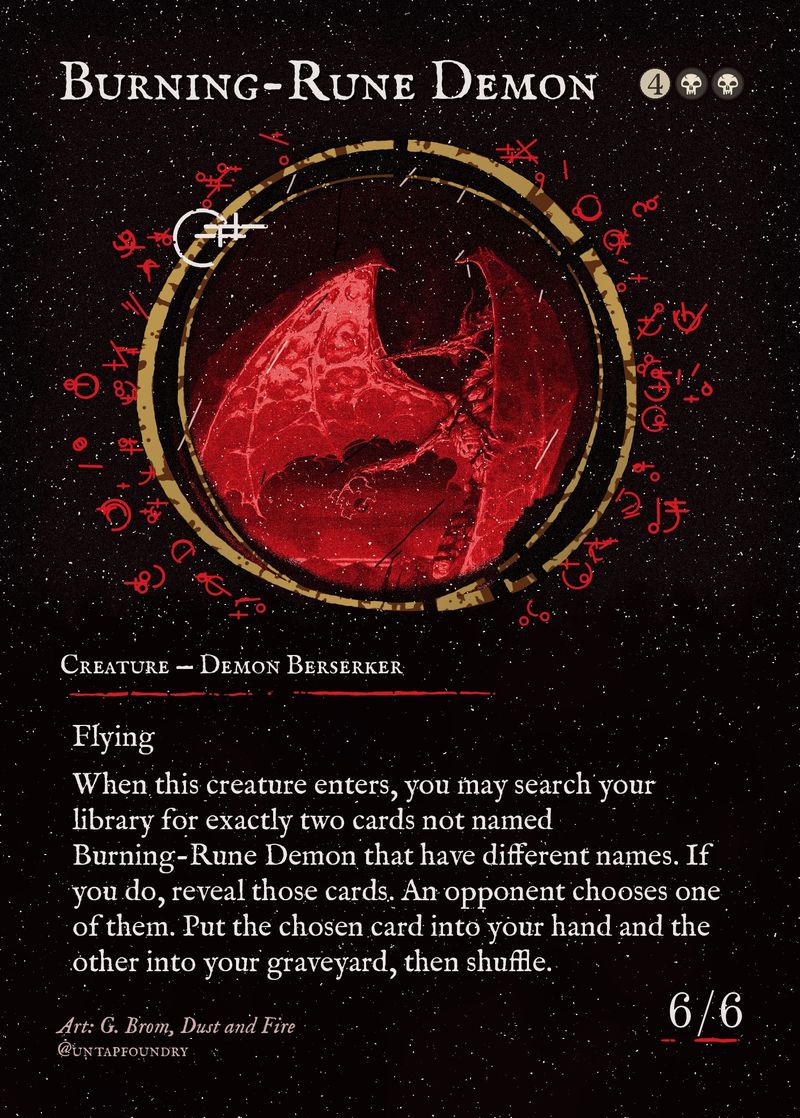 Burning-Rune Demon 4
Creature — Demon Berserker
Flying
When this creature enters, you may search your
library for exactly two cards not named
Burning-Rune Demon that have different names. If
you do, reveal those cards. An opponent chooses one
of them. Put the chosen card into your hand and the
other into your graveyard, then shuffle.
6/6
Art: G. Brom, Dust and Fire
@untapfoundry